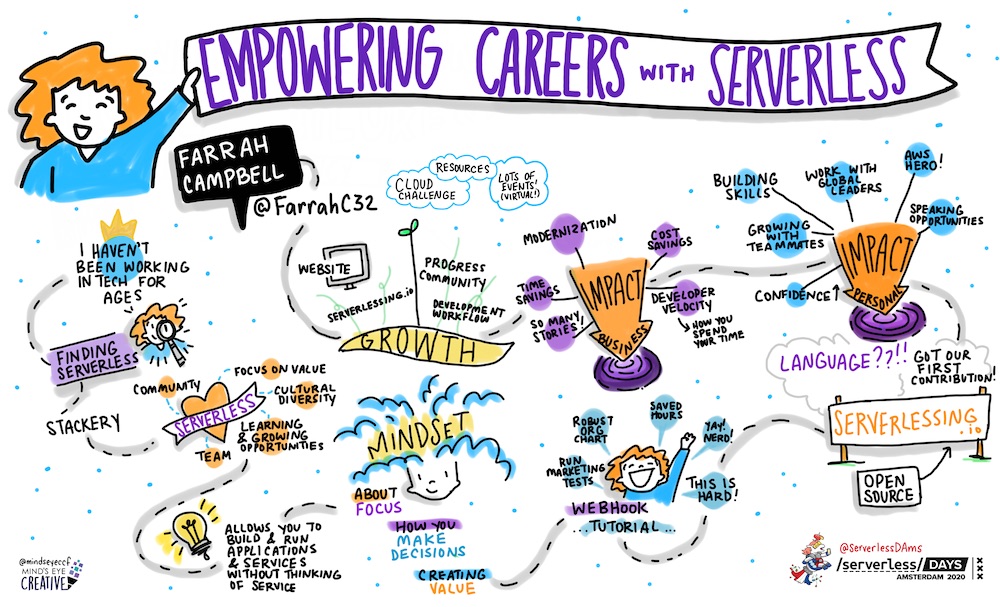 EMPOWERING CAREERS WITH SERVERLESS
FARRAH
CAMPBELL
@FarrahC32
I HAVEN'T
BEEN WORKING
IN TECH FOR
AGES
FINDING
SERVERLESS
STACKERY
COMMUNITY
FOCUS ON VALUE
CULTURAL
DIVERSITY
SERVERLESS
LEARNING
& GROWING
OPPORTUNITIES
TEAM
ALLOWS YOU TO
BUILD & RUN
APPLICATIONS
& SERVICES
WITHOUT THINKING
OF SERVICE
MINDSET
ABOUT
FOCUS
HOW YOU
MAKE
DECISIONS
CREATING
VALUE
WEBHOOK
...TUTORIAL...
RUN
MARKETING
TESTS
ROBUST
ORG
CHART
SAVED
HOURS
YAY!
NERD!
THIS IS
HARD!
SERVERLESSING
.io
OPEN
SOURCE
LANGUAGE??!!
GOT OUR
FIRST
CONTRIBUTION!
RESOURCES
CLOUD
CHALLENGE
LOTS OF
EVENTS!
(VIRTUAL!)
WEBSITE
SERVERLESSING.io
PROGRESS
COMMUNITY
DEVELOPMENT
WORKFLOW
GROWTH
MODERNIZATION
COST
SAVINGS
TIME
SAVINGS
DEVELOPER
VELOCITY
HOW YOU
SPEND
YOUR TIME
SO MANY
STORIES!
IMPACT
BUSINESS
BUILDING
SKILLS
WORK WITH
GLOBAL
LEADERS
AWS
HERO!
SPEAKING
OPPORTUNITIES
GROWING
WITH
TEAMMATES
CONFIDENCE↑
IMPACT
PERSONAL
@mindseyeccf
MIND'S EYE
CREATIVE
@ServerlessDAms
/serverless/ DAYS
AMSTERDAM 2020
XXX